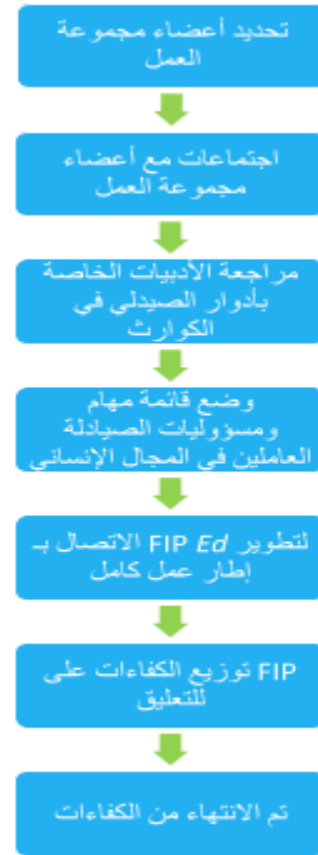 تحديد أعضاء مجموعة
العمل
اجتماعات مع أعضاء
مجموعة العمل
مراجعة الأدبيات الخاصة
بأدوار الصيدلي في
الكوارث
وضع قائمة مهام
ومسؤوليات الصيادلة
العاملين في المجال الإنساني
لتطوير FIP Ed الاتصال بـ
إطار عمل كامل
FIP توزيع الكفاءات على
للتعليق
تم الانتهاء من الكفاءات